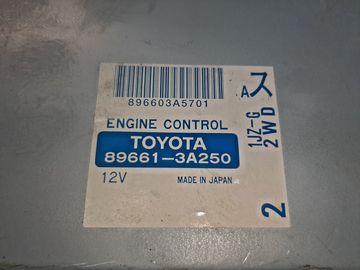 896603A5701
ENGINE CONTROL
TOYOTA
89661-3A250
12V MADE IN JAPAN
A ス
1JZ-G
2WD
2